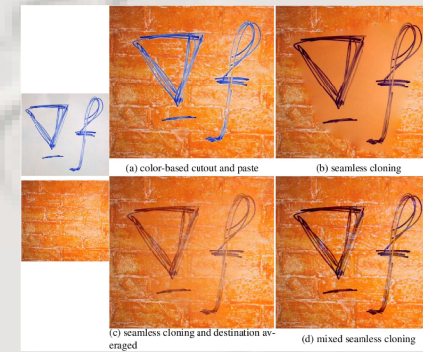 (a) color-based cutout and paste
(b) seamless cloning
(c) seamless cloning and destination av-
eraged
(d) mixed seamless cloning